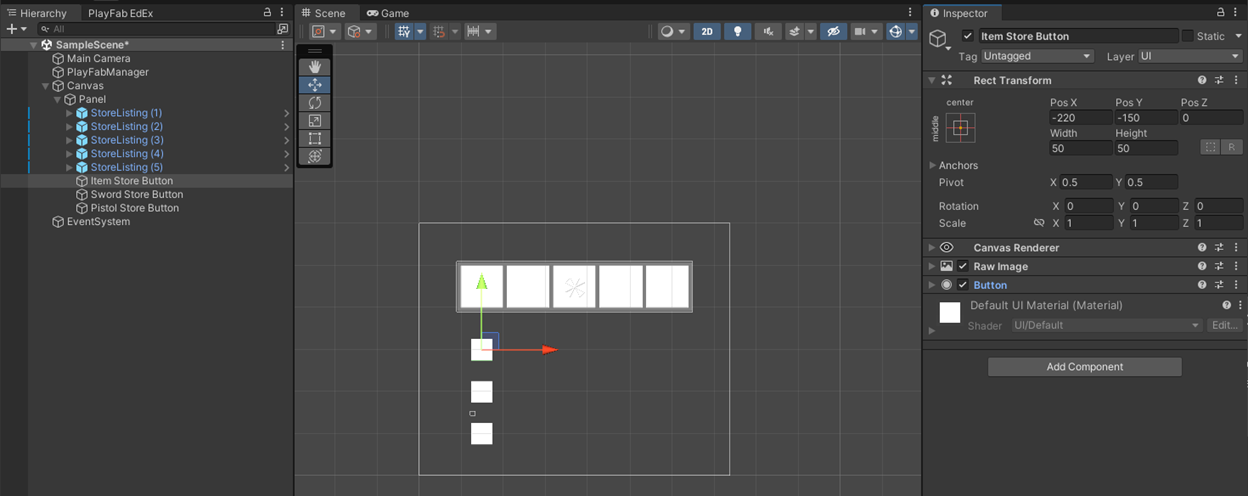 Hierarchy
PlayFab EdEx
All
SampleScene*
Main Camera
PlayFabManager
Canvas
Panel
StoreListing (1)
StoreListing (2)
StoreListing (3)
StoreListing (4)
StoreListing (5)
Item Store Button
Sword Store Button
Pistol Store Button
EventSystem
Scene
Game
2D
Inspector
Item Store Button
Static
Tag Untagged
Layer UI
Rect Transform
center
middle
Pos X Pos Y Pos Z
-220 -150 0
Width Height
50 50
R
Anchors
Pivot X 0.5 Y 0.5
Rotation X 0 Y 0 Z 0
Scale X 1 Y 1 Z 1
Canvas Renderer
Raw Image
Button
Default UI Material (Material)
Shader UI/Default Edit...
Add Component